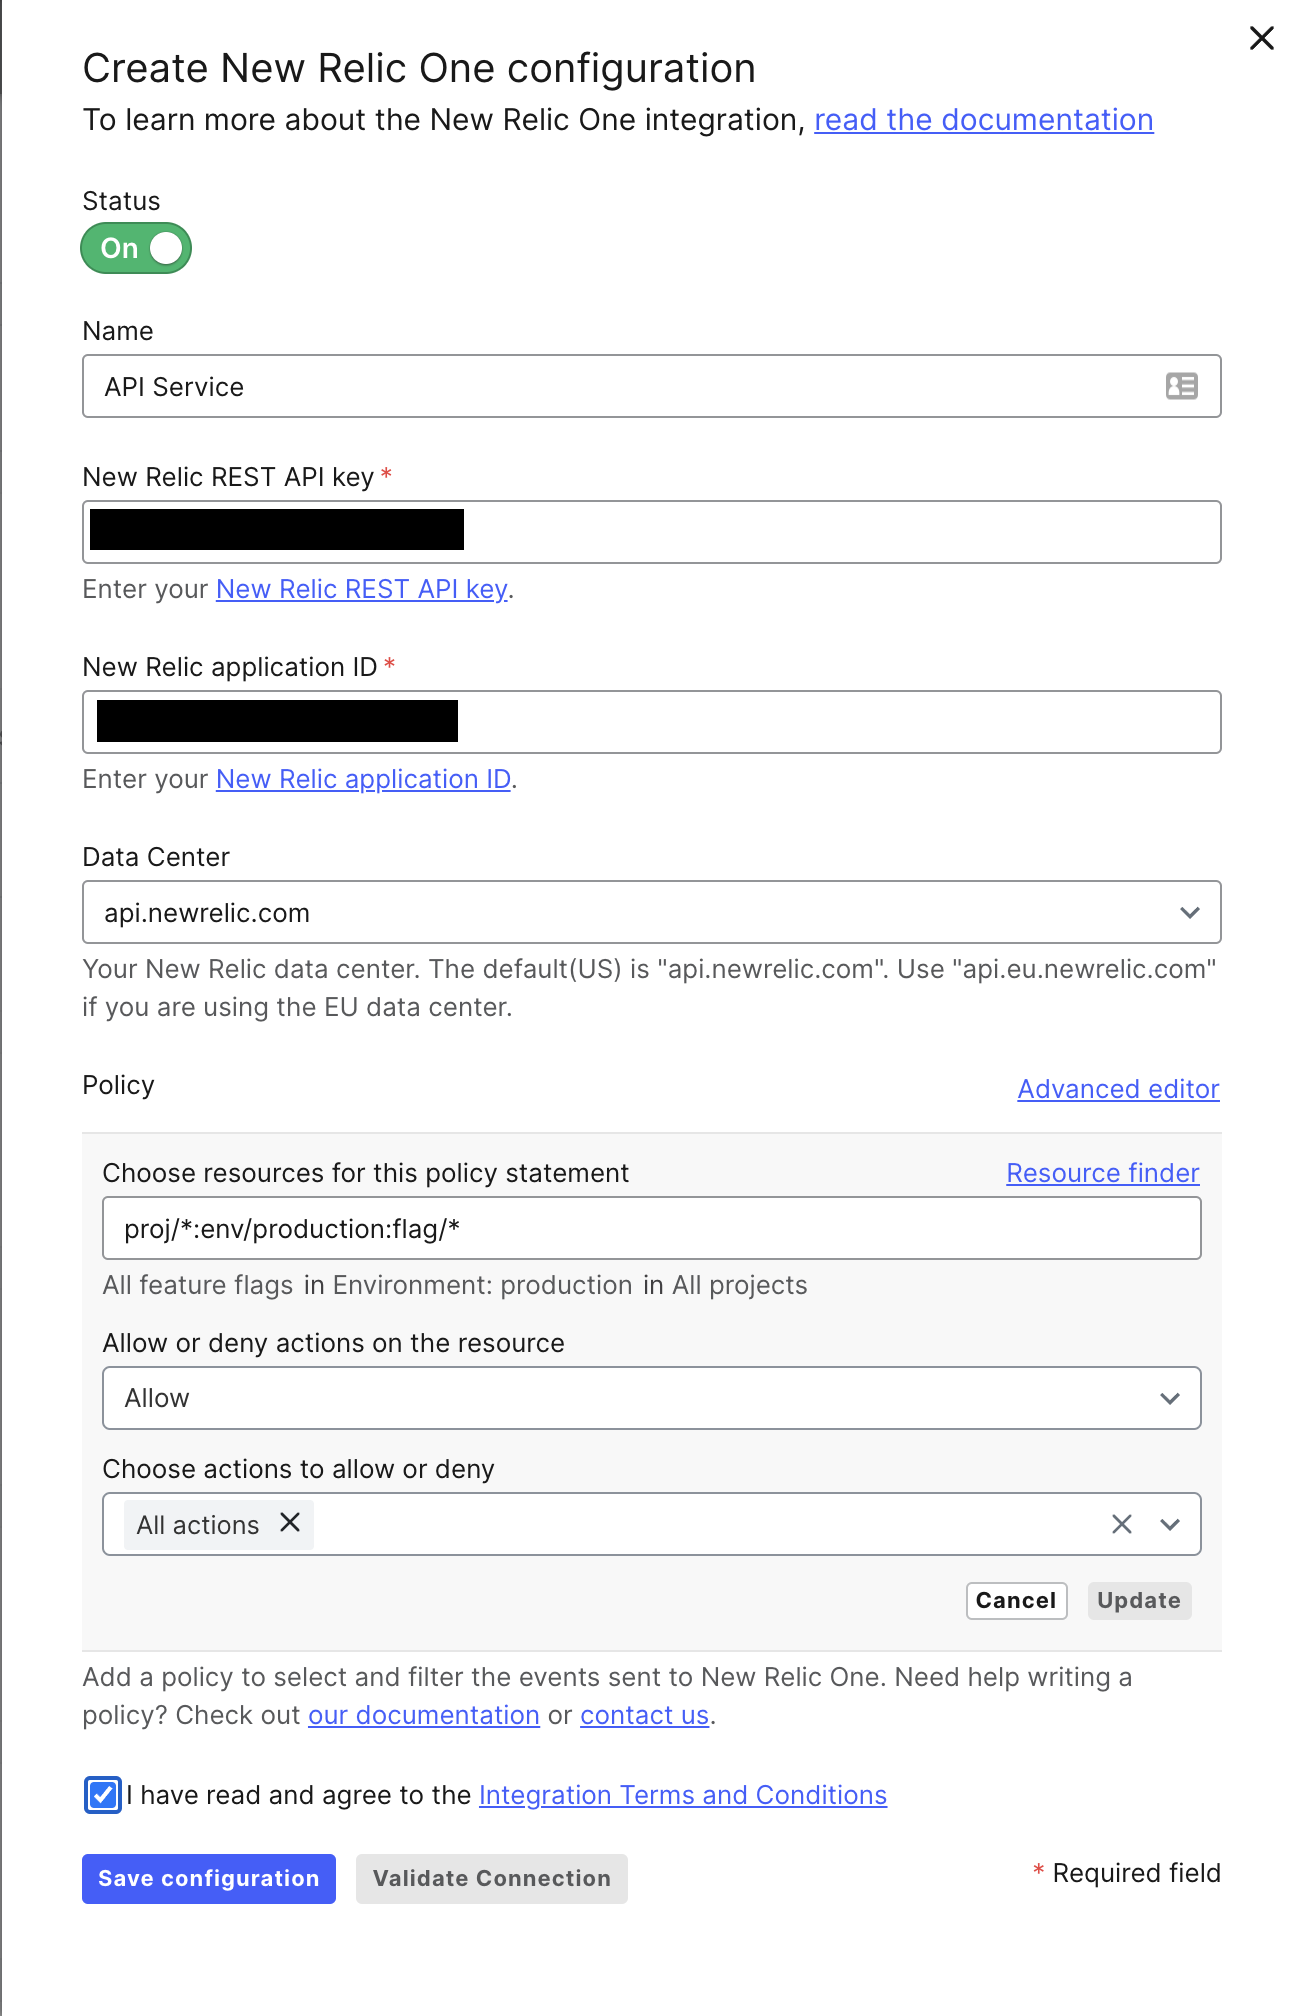 Create New Relic One configuration
To learn more about the New Relic One integration, read the documentation
Status
On
Name
API Service
New Relic REST API key *
Enter your New Relic REST API key.
New Relic application ID *
Enter your New Relic application ID.
Data Center
api.newrelic.com
Your New Relic data center. The default(US) is "api.newrelic.com". Use "api.eu.newrelic.com"
if you are using the EU data center.
Policy
Advanced editor
Choose resources for this policy statement
Resource finder
proj/*:env/production:flag/*
All feature flags in Environment: production in All projects
Allow or deny actions on the resource
Allow
Choose actions to allow or deny
All actions
Cancel
Update
Add a policy to select and filter the events sent to New Relic One. Need help writing a
policy? Check out our documentation or contact us.
I have read and agree to the Integration Terms and Conditions
Save configuration
Validate Connection
* Required field